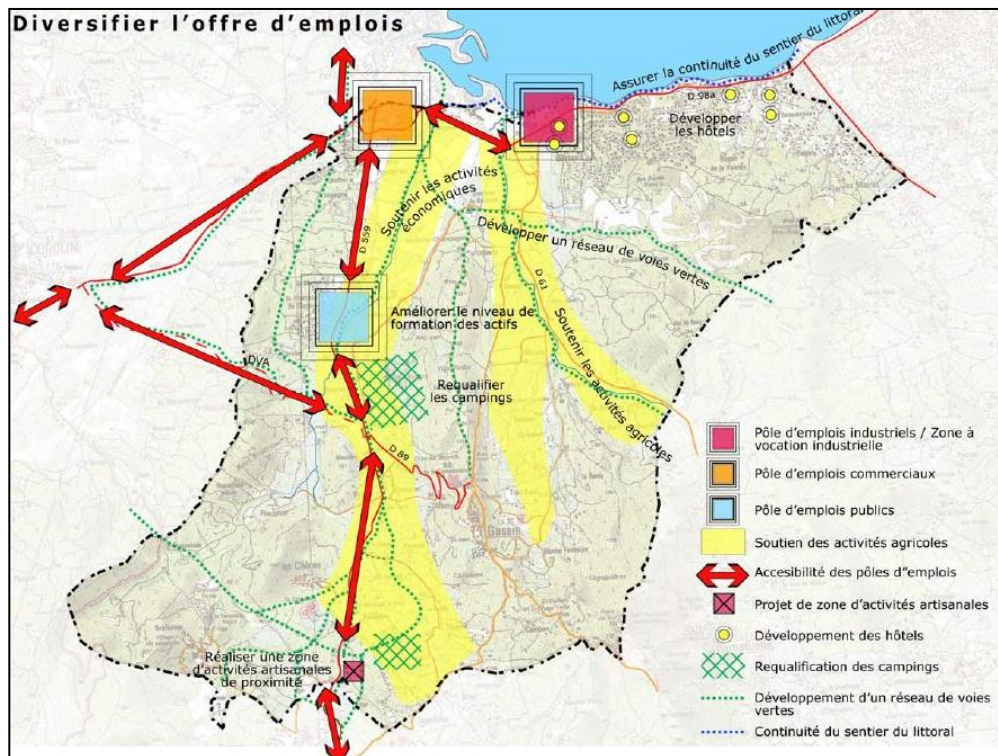 Diversifier l'offre d'emplois
Assurer la continuité du sentier du littoral
D 98a
Développer
les hôtels
Soutenir les activités
économiques
D 559
Développer un réseau de voies vertes
D 61
Améliorer le niveau de
formation des actifs
Soutenir les activités agricoles
DVA
Requalifier
les campings
D 89
Gassin
Réaliser une zone
d'activités artisanales
de proximité
Pôle d'emplois industriels / Zone à
vocation industrielle
Pôle d'emplois commerciaux
Pôle d'emplois publics
Soutien des activités agricoles
Accesibilité des pôles d"emplois
Projet de zone d'activités artisanales
Développement des hôtels
Requalification des campings
Développement d'un réseau de voies
vertes
Continuité du sentier du littoral